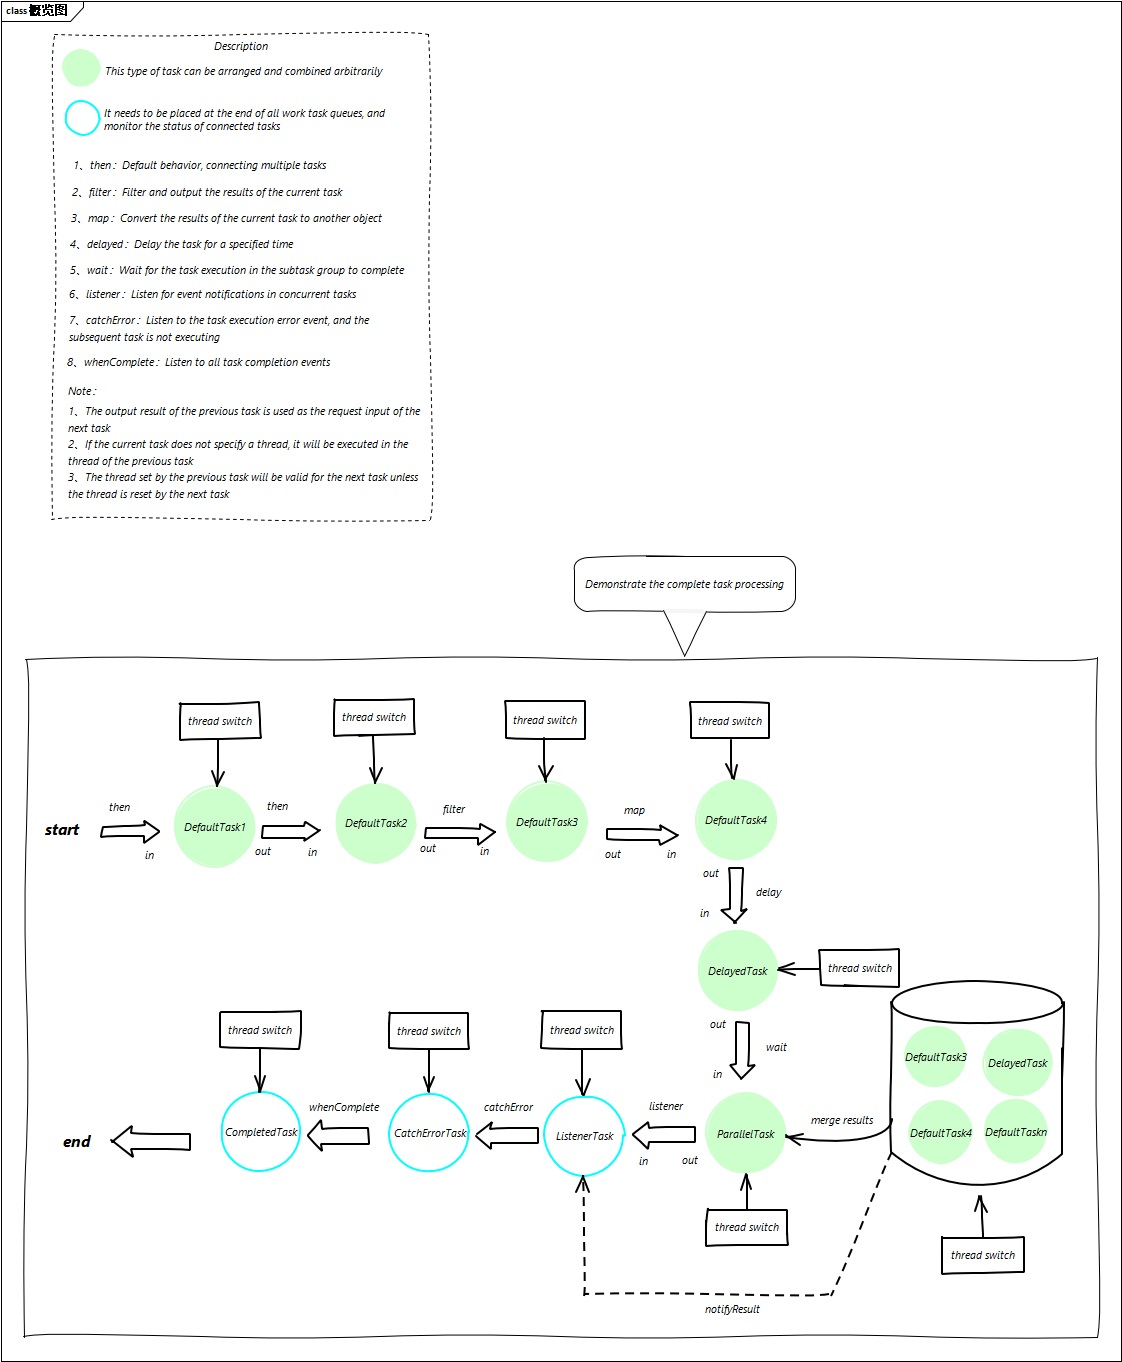 class 概览图
Description
This type of task can be arranged and combined arbitrarily
It needs to be placed at the end of all work task queues, and
monitor the status of connected tasks
1、then：Default behavior, connecting multiple tasks
2、filter：Filter and output the results of the current task
3、map：Convert the results of the current task to another object
4、delayed：Delay the task for a specified time
5、wait：Wait for the task execution in the subtask group to complete
6、listener：Listen for event notifications in concurrent tasks
7、catchError：Listen to the task execution error event, and the
subsequent task is not executing
8、whenComplete：Listen to all task completion events
Note：
1、The output result of the previous task is used as the request input of the
next task
2、If the current task does not specify a thread, it will be executed in the
thread of the previous task
3、The thread set by the previous task will be valid for the next task unless
the thread is reset by the next task
Demonstrate the complete task processing
thread switch
thread switch
thread switch
thread switch
start
then
in
DefaultTask1
then
out
in
DefaultTask2
filter
out
in
DefaultTask3
map
out
in
DefaultTask4
out
delay
in
DelayedTask
thread switch
out
wait
in
DefaultTask3
DelayedTask
DefaultTask4
DefaultTaskn
thread switch
merge results
ParallelTask
thread switch
listener
out
in
thread switch
ListenerTask
notifyResult
catchError
thread switch
CatchErrorTask
whenComplete
thread switch
CompletedTask
end